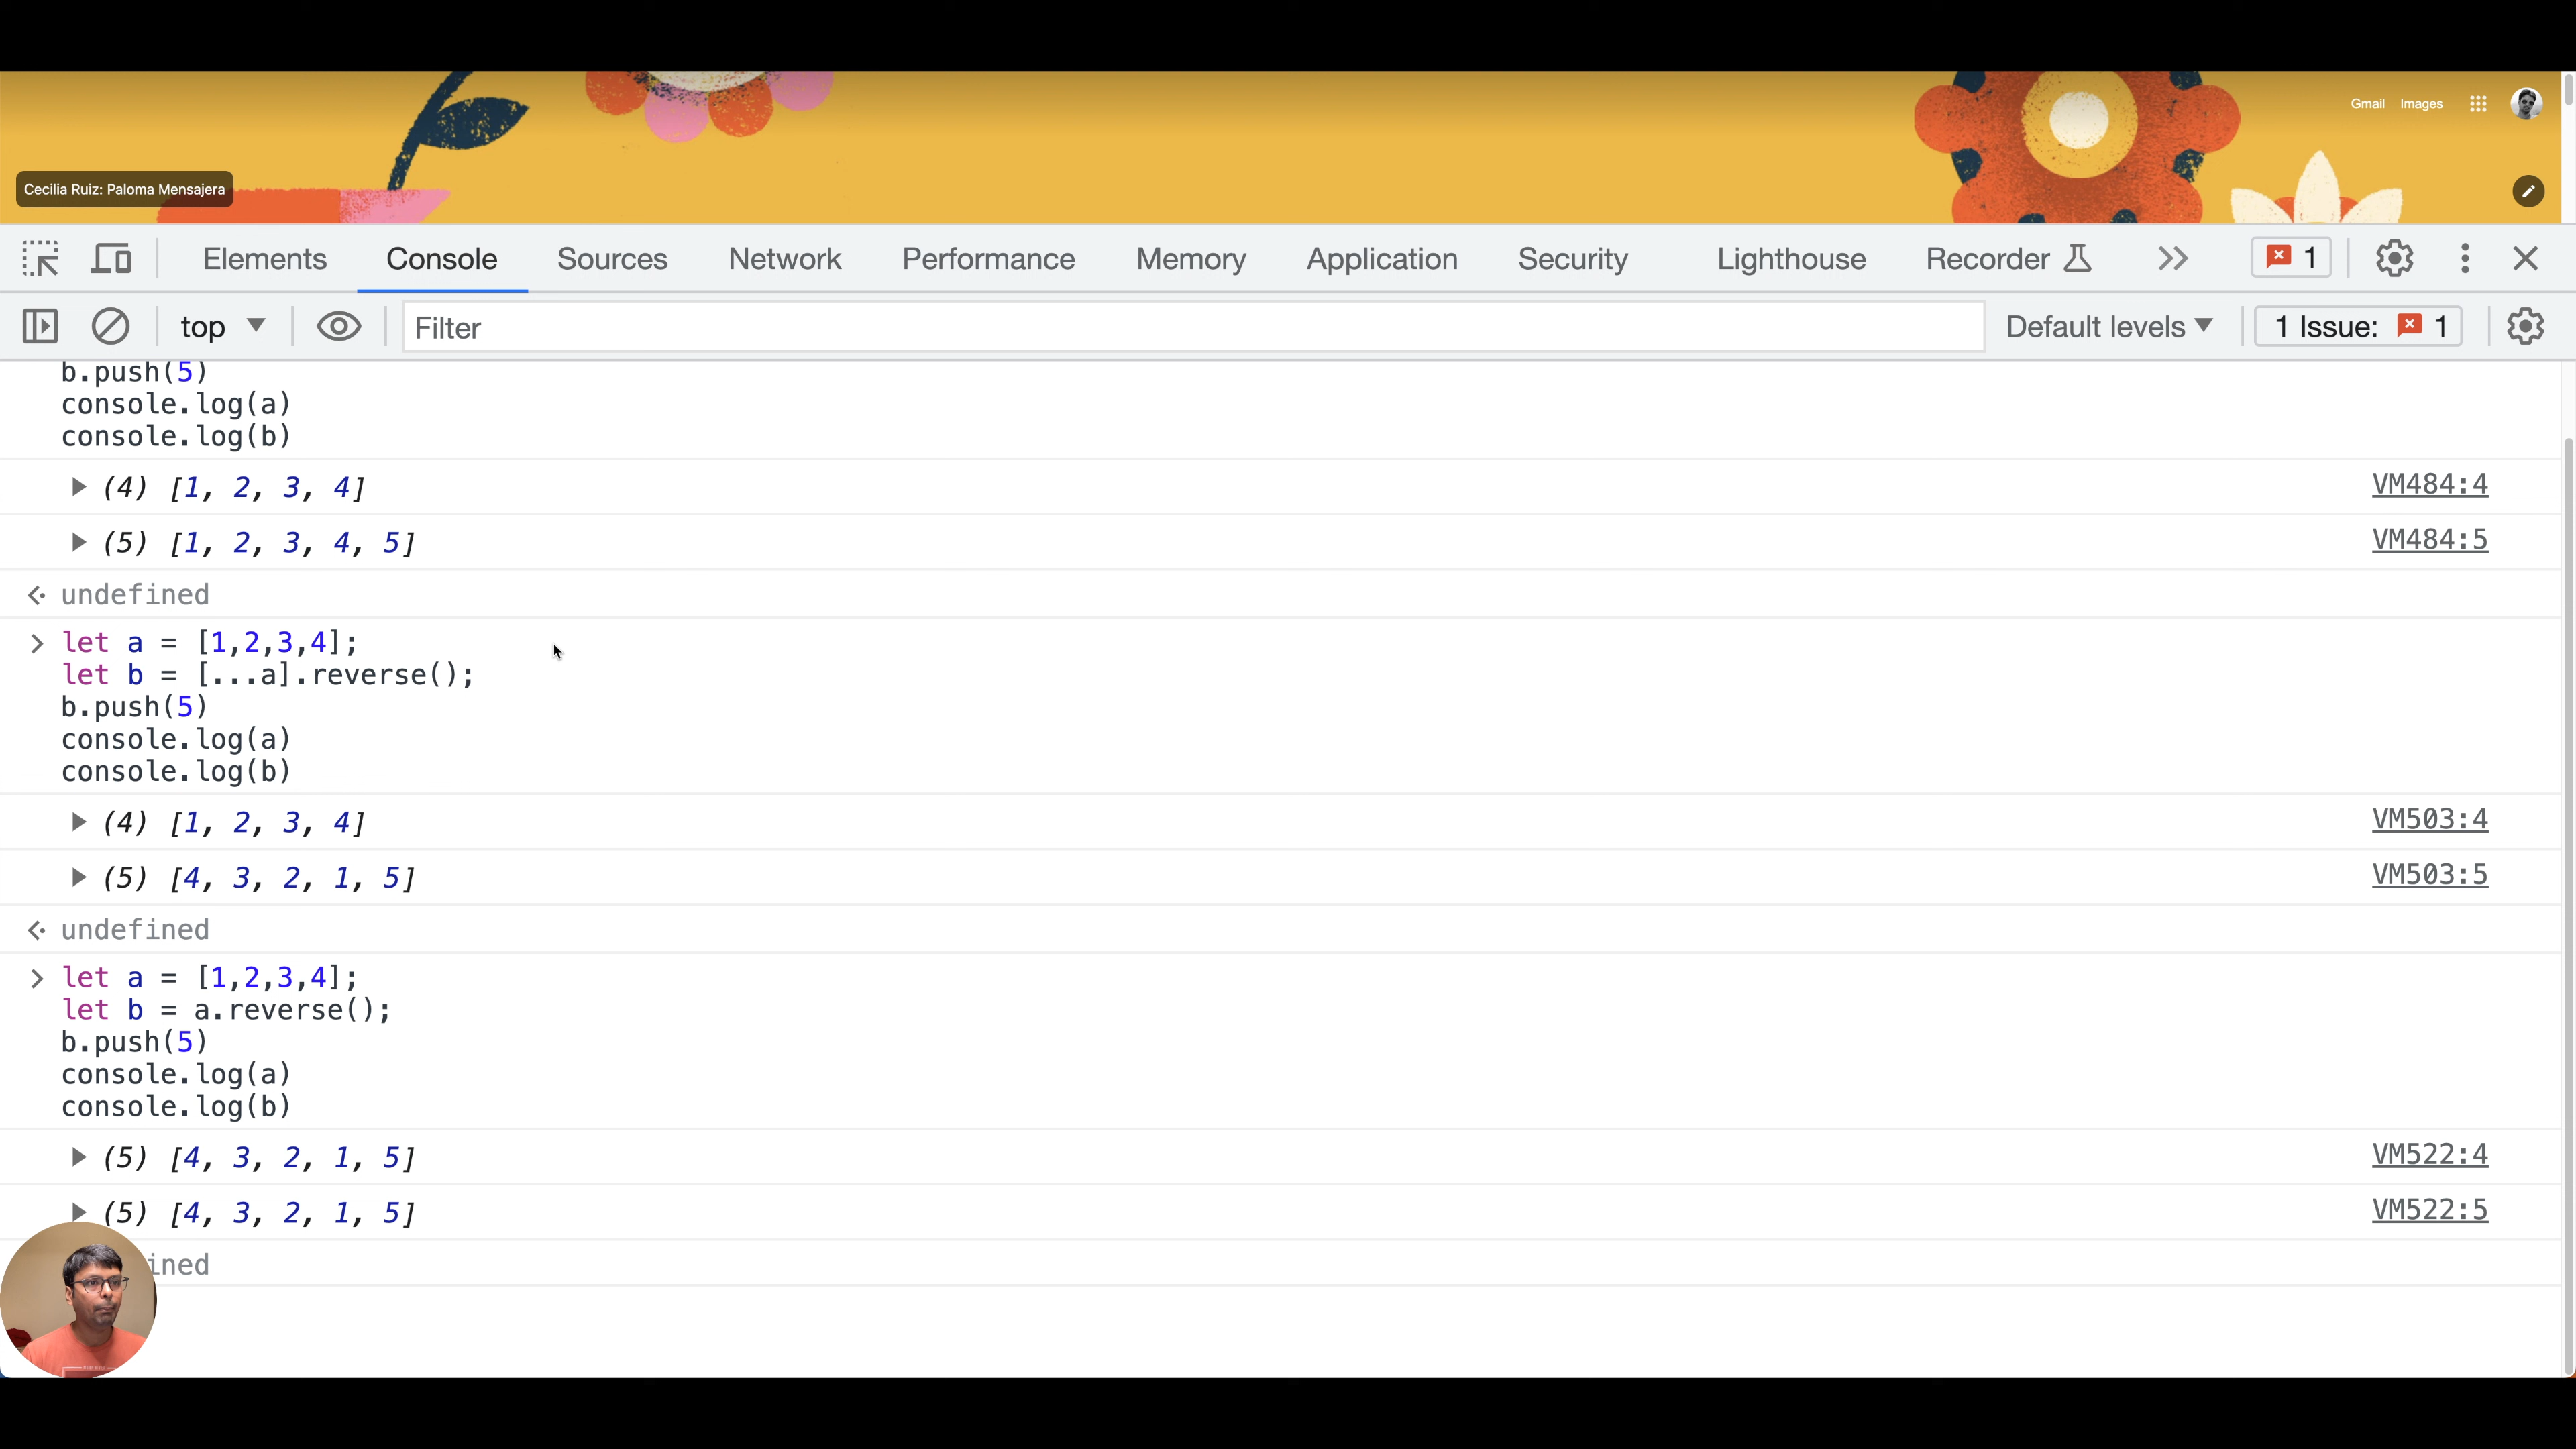 Gmail Images
Cecilia Ruiz: Paloma Mensajera
Elements Console Sources Network Performance Memory Application Security Lighthouse Recorder 1
top Filter Default levels 1 Issue: 1
b.push(5)
console.log(a)
console.log(b)
(4) [1, 2, 3, 4] VM484:4
(5) [1, 2, 3, 4, 5] VM484:5
undefined
> let a = [1,2,3,4];
let b = [...a].reverse();
b.push(5)
console.log(a)
console.log(b)
(4) [1, 2, 3, 4] VM503:4
(5) [4, 3, 2, 1, 5] VM503:5
undefined
> let a = [1,2,3,4];
let b = a.reverse();
b.push(5)
console.log(a)
console.log(b)
(5) [4, 3, 2, 1, 5] VM522:4
(5) [4, 3, 2, 1, 5] VM522:5
ined